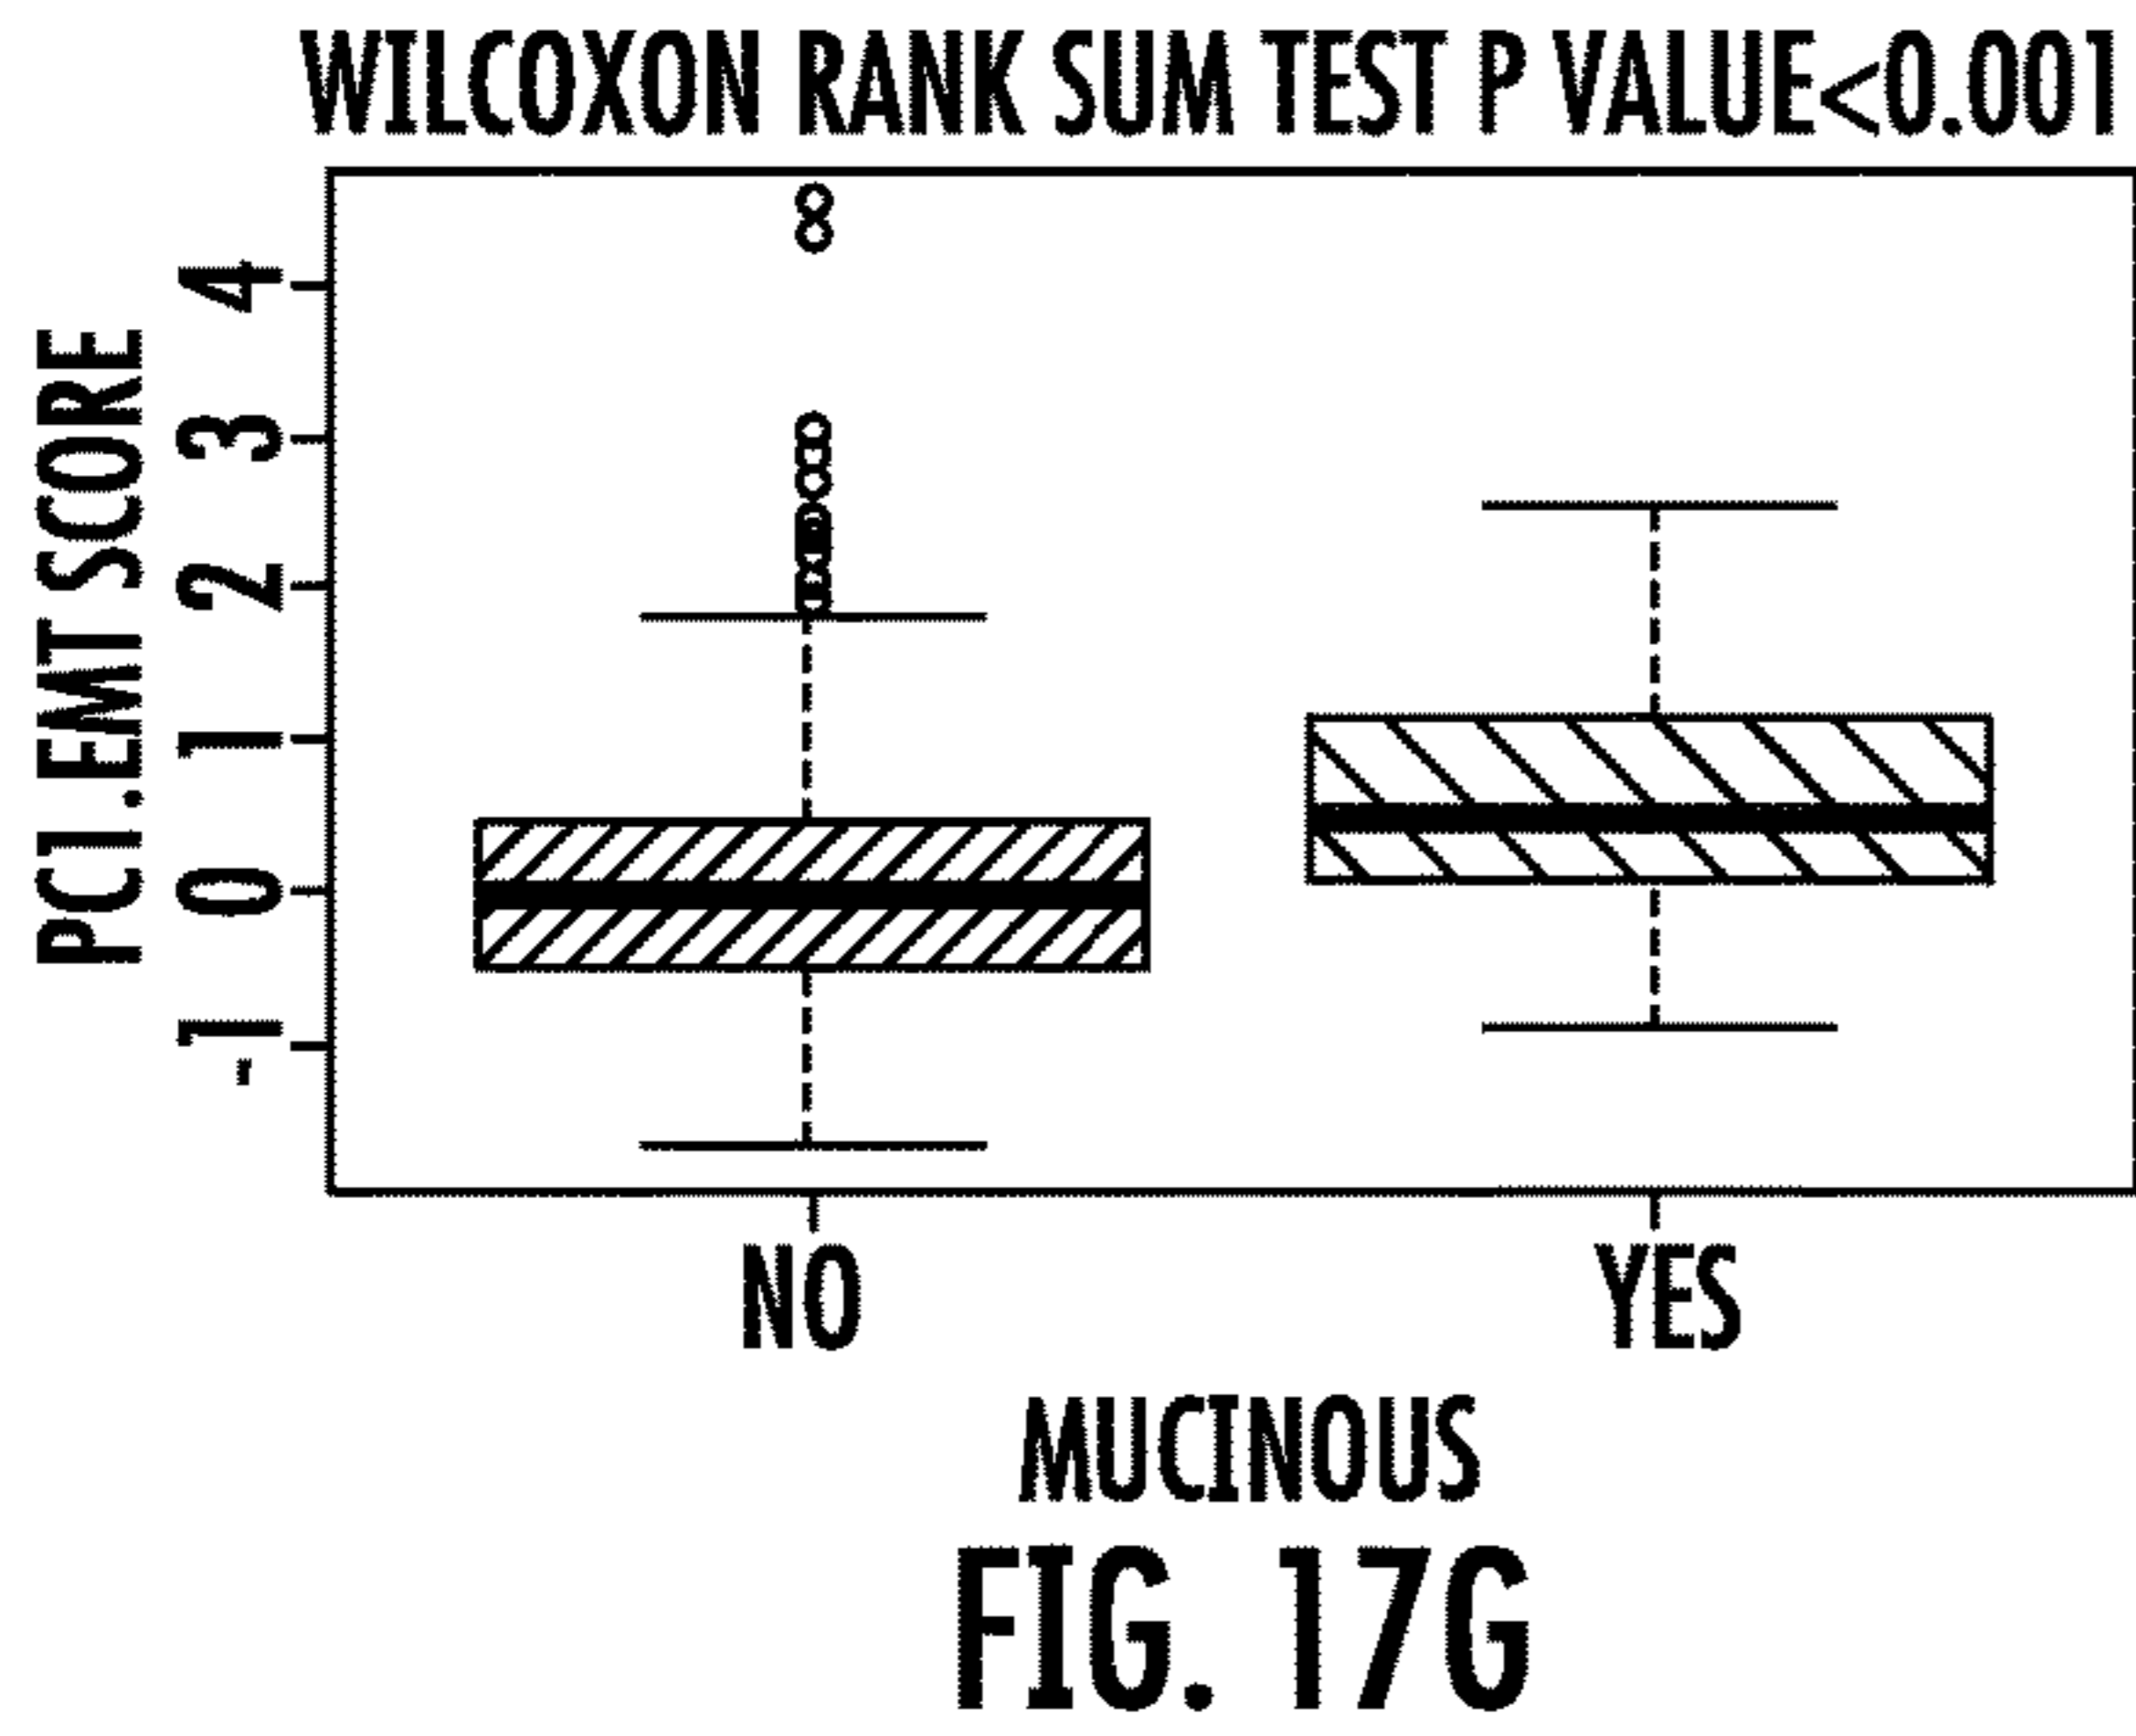 WILCOXON RANK SUM TEST P VALUE<0.001
PC1.EMT SCORE
4
3
2
1
0
-1
NO YES
MUCINOUS
FIG. 17G